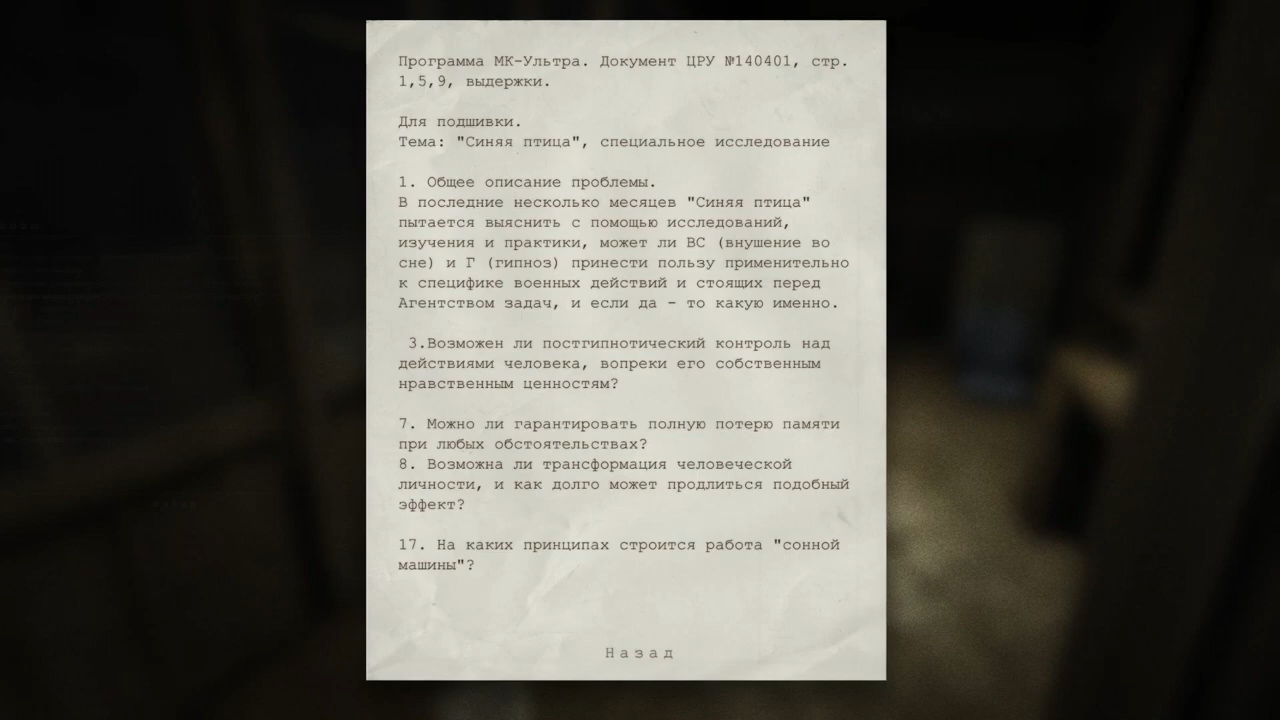 Программа МК-Ультра. Документ ЦРУ №140401, стр.
1,5,9, выдержки.
Для подшивки.
Тема: "Синяя птица", специальное исследование
1. Общее описание проблемы.
В последние несколько месяцев "Синяя птица"
пытается выяснить с помощью исследований,
изучения и практики, может ли ВС (внушение во
сне) и Г (гипноз) принести пользу применительно
к специфике военных действий и стоящих перед
Агентством задач, и если да - то какую именно.
3.Возможен ли постгипнотический контроль над
действиями человека, вопреки его собственным
нравственным ценностям?
7. Можно ли гарантировать полную потерю памяти
при любых обстоятельствах?
8. Возможна ли трансформация человеческой
личности, и как долго может продлиться подобный
эффект?
17. На каких принципах строится работа "сонной
машины"?
Назад